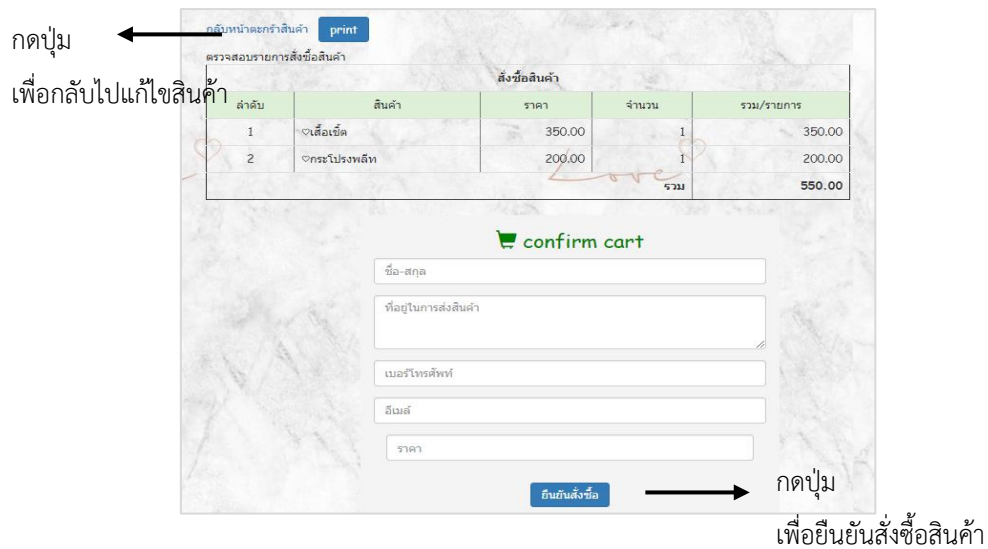 กลับหน้าตะกร้าสินค้า print
กดปุ่ม
เพื่อกลับไปแก้ไขสินค้า
ตรวจสอบรายการสั่งซื้อสินค้า
สั่งซื้อสินค้า
ลำดับ สินค้า ราคา จำนวน รวม/รายการ
1 ♡เสื้อเชิ้ต 350.00 1 350.00
2 ♡กระโปรงพลีท 200.00 1 200.00
Love
รวม 550.00
confirm cart
ชื่อ-สกุล
ที่อยู่ในการส่งสินค้า
เบอร์โทรศัพท์
อีเมล์
ราคา
ยืนยันสั่งซื้อ
กดปุ่ม
เพื่อยืนยันสั่งซื้อสินค้า